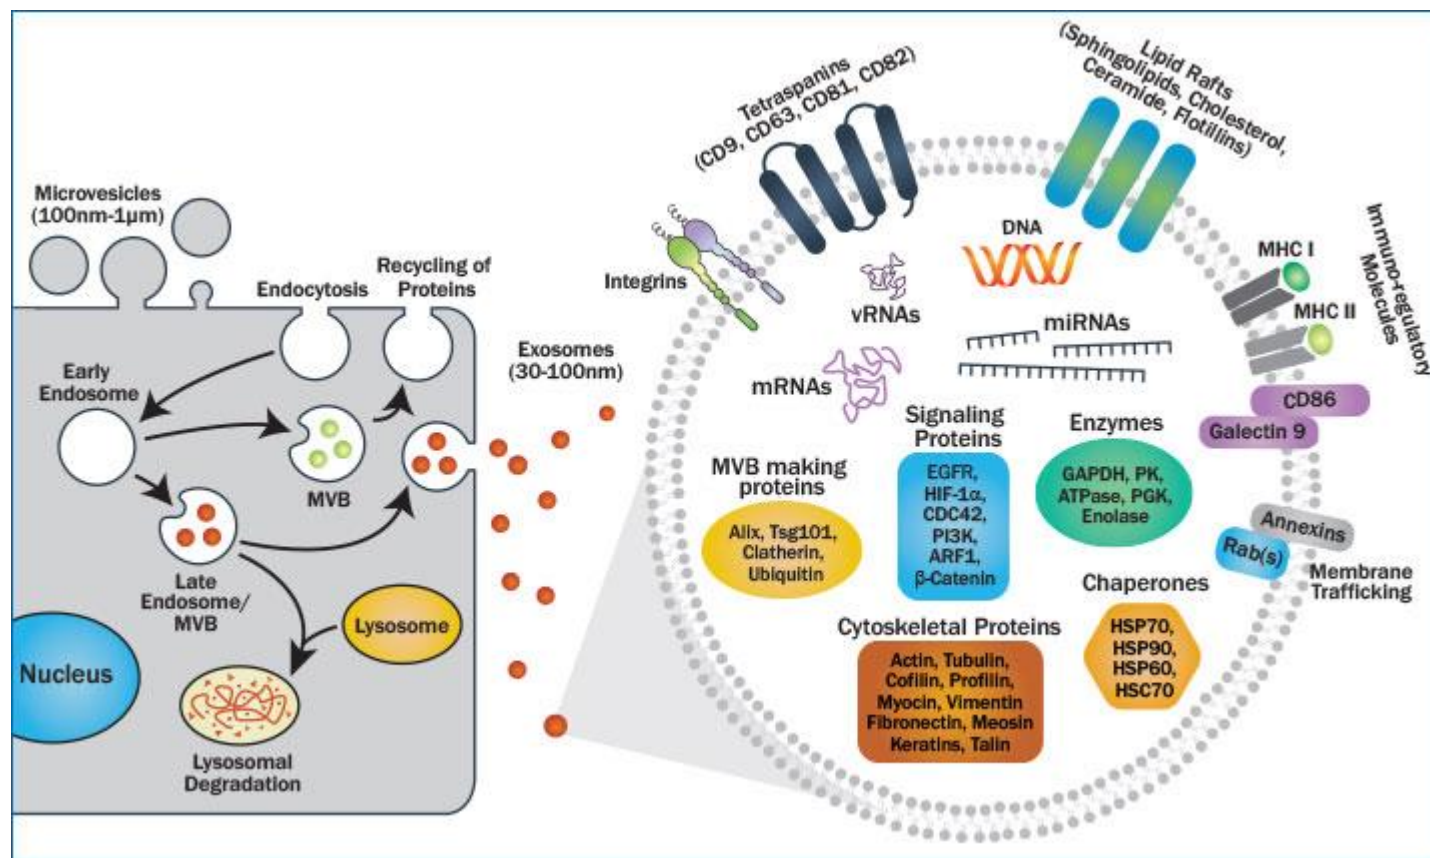 Microvesicles
(100nm-1µm)
Endocytosis
Recycling of
Proteins
Early
Endosome
MVB
Late
Endosome/
MVB
Nucleus
Lysosome
Lysosomal
Degradation
Exosomes
(30-100nm)
Integrins
Tetraspanins
(CD9, CD63, CD81, CD82)
Lipid Rafts
(Sphingolipids, Cholesterol,
Ceramide, Flotillins)
MHC I
MHC II
Immuno-regulatory
Molecules
CD86
Galectin 9
Annexins
Rab(s)
Membrane
Trafficking
DNA
vRNAs
miRNAs
mRNAs
Signaling
Proteins
EGFR,
HIF-1α,
CDC42,
PI3K,
ARF1,
β-Catenin
Enzymes
GAPDH, PK,
ATPase, PGK,
Enolase
MVB making
proteins
Alix, Tsg101,
Clatherin,
Ubiquitin
Chaperones
HSP70,
HSP90,
HSP60,
HSC70
Cytoskeletal Proteins
Actin, Tubulin,
Cofilin, Profilin,
Myocin, Vimentin
Fibronectin, Meosin
Keratins, Talin